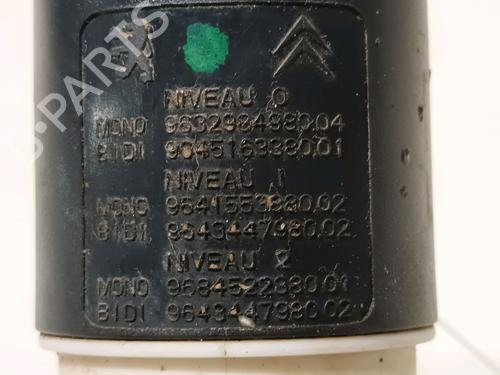 NIVEAU 0
MONO 9632984980.04
BIDI 9645163380.01
NIVEAU 1
MONO 9641553880.02
BIDI 9643447980.02
NIVEAU 2
MONO 9684522980 01
BIDI 9643447980 02
B-PARTS